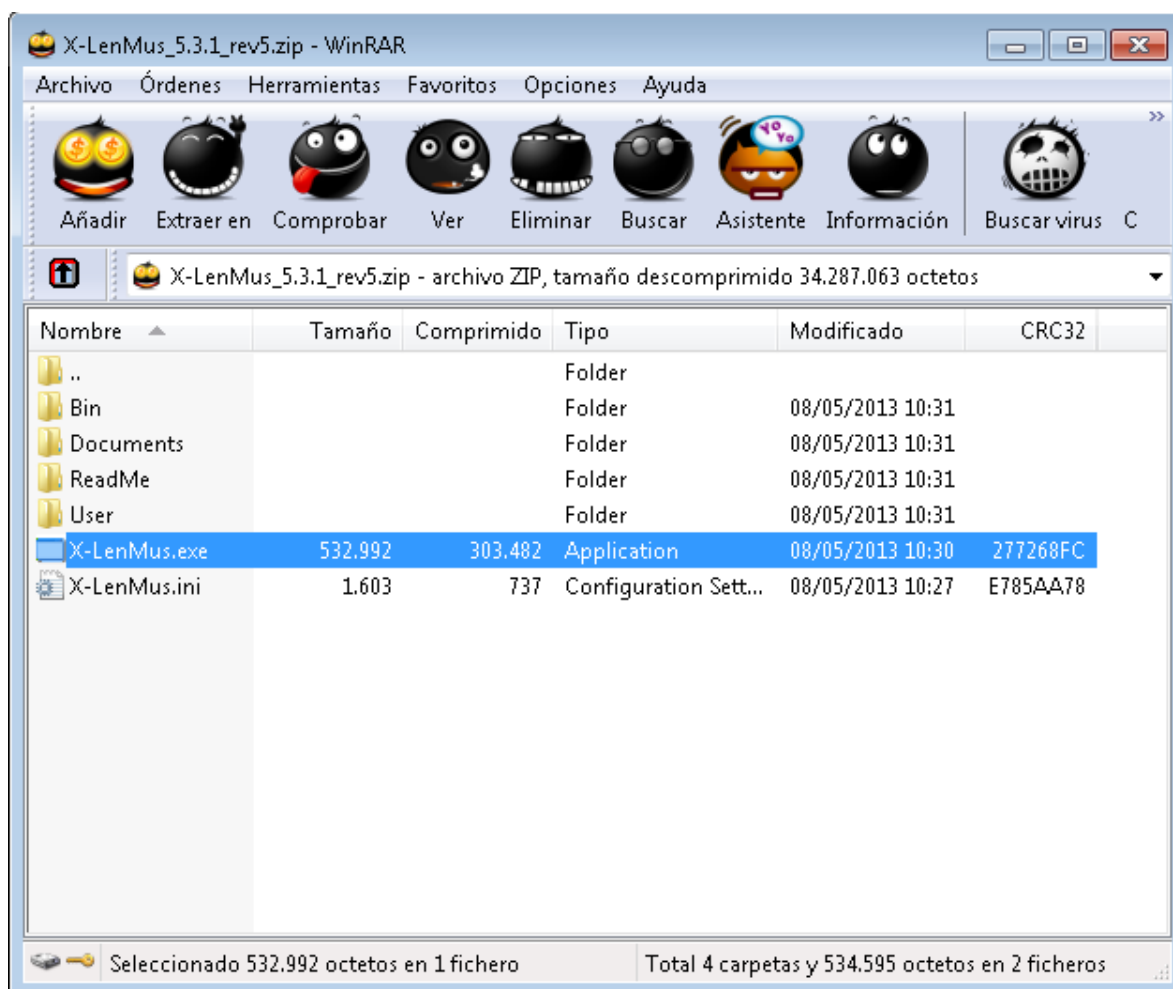 X-LenMus_5.3.1_rev5.zip - WinRAR
Archivo Órdenes Herramientas Favoritos Opciones Ayuda
Yo Yo
Añadir Extraer en Comprobar Ver Eliminar Buscar Asistente Información Buscar virus C
X-LenMus_5.3.1_rev5.zip - archivo ZIP, tamaño descomprimido 34.287.063 octetos
Nombre Tamaño Comprimido Tipo Modificado CRC32
.. Folder
Bin Folder 08/05/2013 10:31
Documents Folder 08/05/2013 10:31
ReadMe Folder 08/05/2013 10:31
User Folder 08/05/2013 10:31
X-LenMus.exe 532.992 303.482 Application 08/05/2013 10:30 277268FC
X-LenMus.ini 1.603 737 Configuration Sett... 08/05/2013 10:27 E785AA78
Seleccionado 532.992 octetos en 1 fichero Total 4 carpetas y 534.595 octetos en 2 ficheros